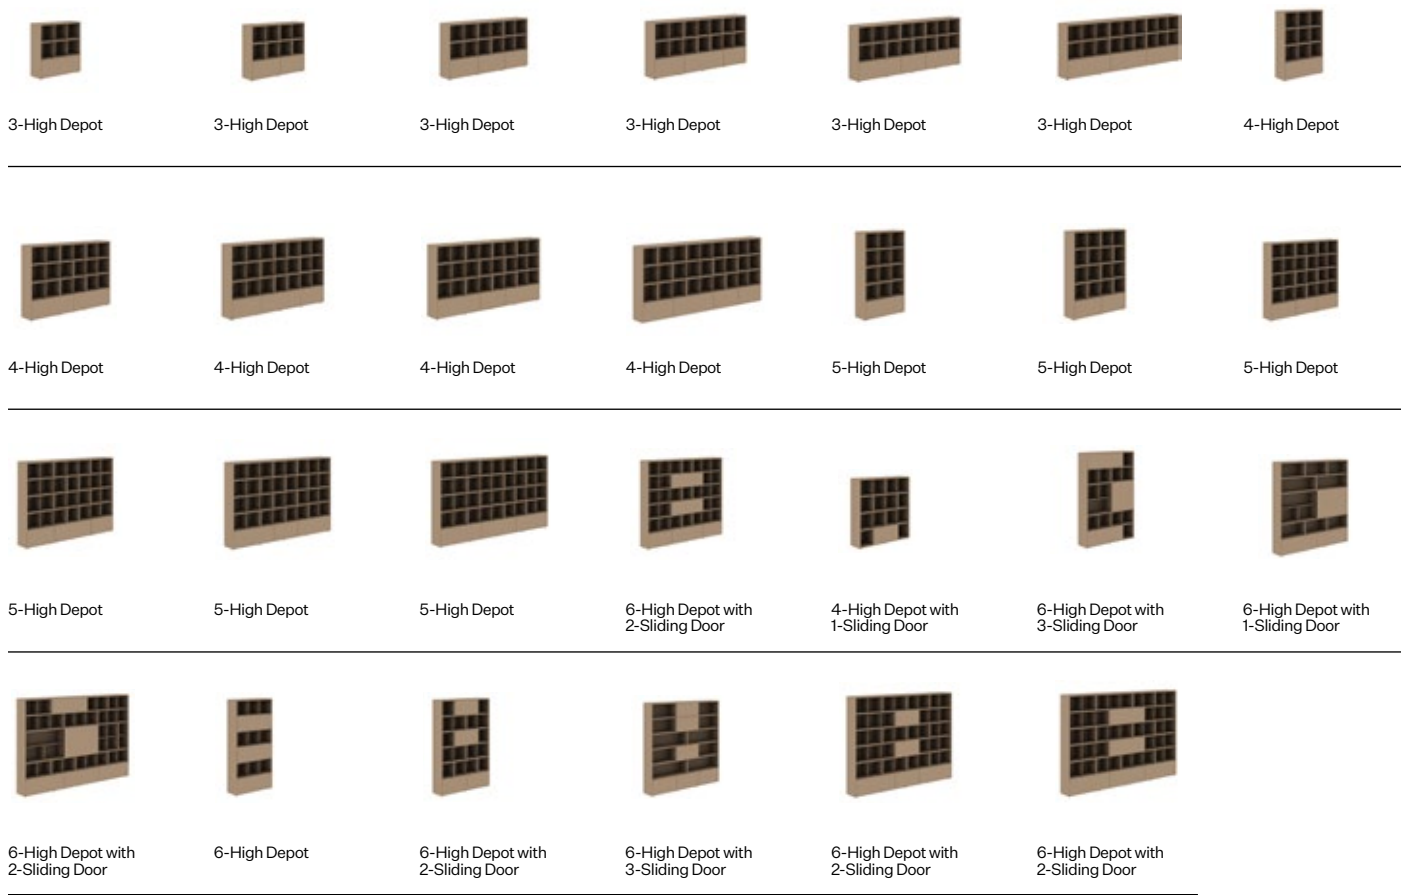 3-High Depot
3-High Depot
3-High Depot
3-High Depot
3-High Depot
3-High Depot
4-High Depot
4-High Depot
4-High Depot
4-High Depot
4-High Depot
5-High Depot
5-High Depot
5-High Depot
5-High Depot
5-High Depot
5-High Depot
6-High Depot with
2-Sliding Door
4-High Depot with
1-Sliding Door
6-High Depot with
3-Sliding Door
6-High Depot with
1-Sliding Door
6-High Depot with
2-Sliding Door
6-High Depot
6-High Depot with
2-Sliding Door
6-High Depot with
3-Sliding Door
6-High Depot with
2-Sliding Door
6-High Depot with
2-Sliding Door